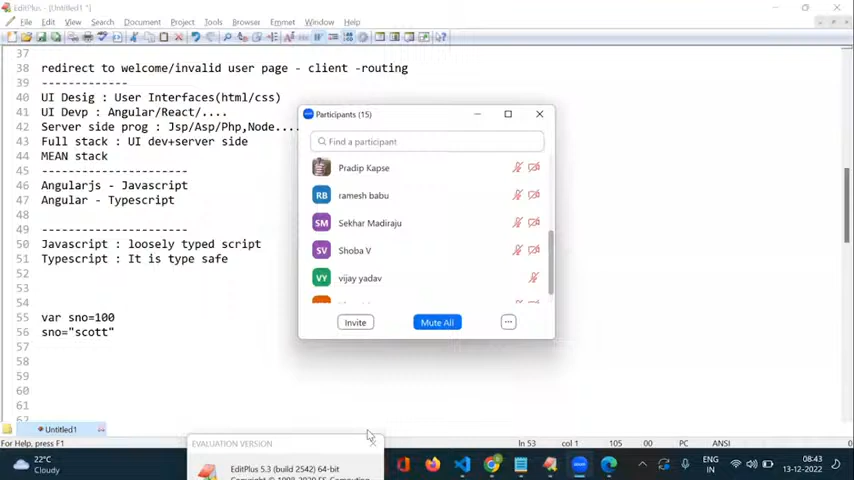 EditPlus - [Untitled1 *]
File Edit View Search Document Project Tools Browser Emmet Window Help
37
38 redirect to welcome/invalid user page - client -routing
39 -------------
40 UI Desig : User Interfaces(html/css)
41 UI Devp : Angular/React/....
42 Server side prog : Jsp/Asp/Php,Node....
43 Full stack : UI dev+server side
44 MEAN stack
45 ----------------------
46 Angularjs - Javascript
47 Angular - Typescript
48
49 ----------------------
50 Javascript : loosely typed script
51 Typescript : It is type safe
52
53
54
55 var sno=100
56 sno="scott"
57
58
59
60
61
Participants (15)
Find a participant
Pradip Kapse
RB ramesh babu
SM Sekhar Madiraju
SV Shoba V
VY vijay yadav
Invite Mute All ...
Untitled1
For Help, press F1 ln 53 col 1 105 00 PC ANSI
EVALUATION VERSION
EditPlus 5.3 (build 2542) 64-bit
22°C
Cloudy
ENG
IN
08:43
13-12-2022